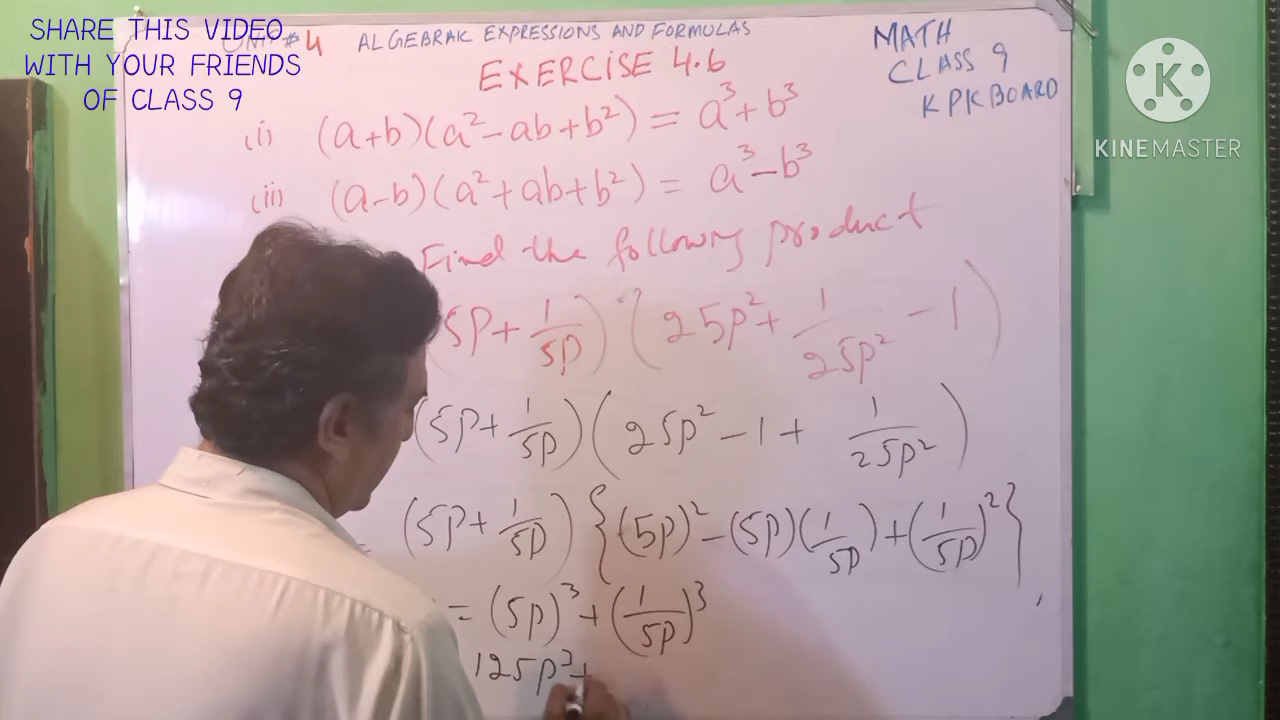 SHARE THIS VIDEO
WITH YOUR FRIENDS
OF CLASS 9
UNIT # 4 ALGEBRAIC EXPRESSIONS AND FORMULAS
MATH
CLASS 9
KPK BOARD
EXERCISE 4.6
K
KINEMASTER
(i) (a+b)(a²-ab+b²) = a³+b³
(ii) (a-b)(a²+ab+b²) = a³-b³
Find the following product
(5p + 1/5p)(25p² + 1/25p² - 1)
(5p + 1/5p)(25p² - 1 + 1/25p²)
= (5p + 1/5p){(5p)² - (5p)(1/5p) + (1/5p)²}
= (5p)³ + (1/5p)³
125p³ +